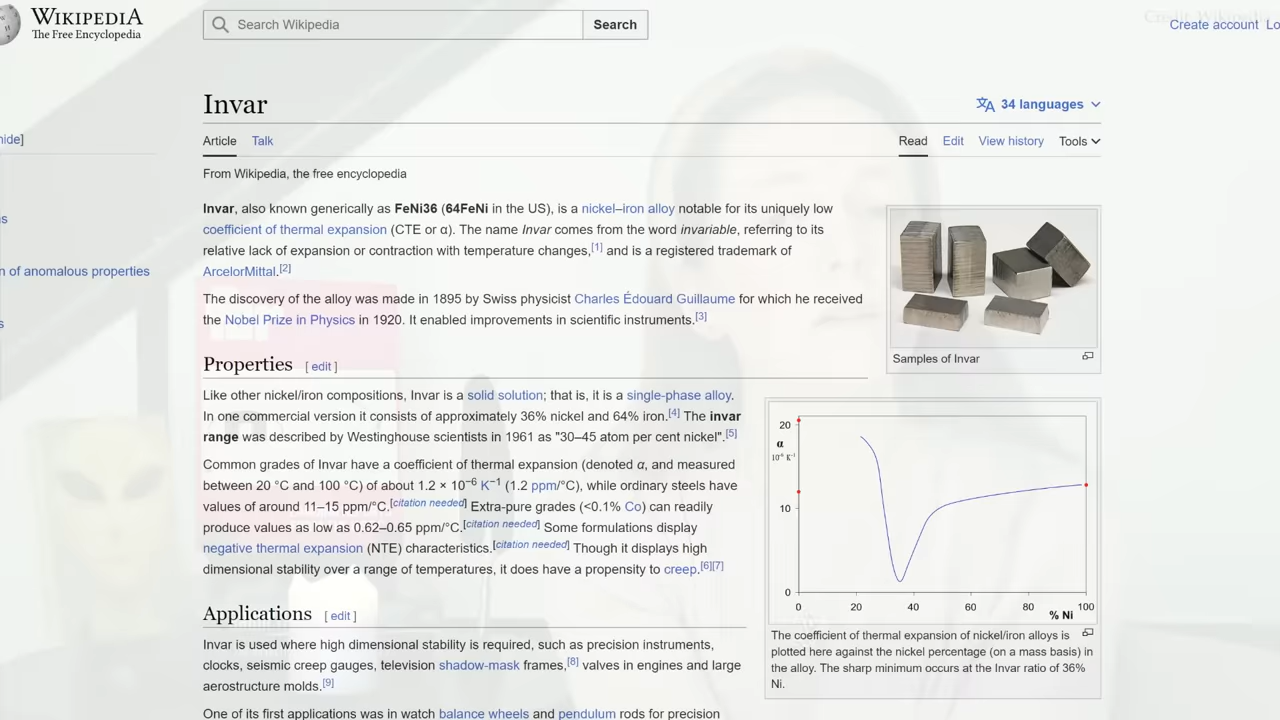 WIKIPEDIA
The Free Encyclopedia
Search Wikipedia
Search
Create account
Invar
34 languages
Article Talk
Read Edit View history Tools
From Wikipedia, the free encyclopedia
n of anomalous properties
Invar, also known generically as FeNi36 (64FeNi in the US), is a nickel–iron alloy notable for its uniquely low
coefficient of thermal expansion (CTE or α). The name Invar comes from the word invariable, referring to its
relative lack of expansion or contraction with temperature changes,[1] and is a registered trademark of
ArcelorMittal.[2]
The discovery of the alloy was made in 1895 by Swiss physicist Charles Édouard Guillaume for which he received
the Nobel Prize in Physics in 1920. It enabled improvements in scientific instruments.[3]
Samples of Invar
Properties [ edit ]
Like other nickel/iron compositions, Invar is a solid solution; that is, it is a single-phase alloy.
In one commercial version it consists of approximately 36% nickel and 64% iron.[4] The invar
range was described by Westinghouse scientists in 1961 as "30–45 atom per cent nickel".[5]
Common grades of Invar have a coefficient of thermal expansion (denoted α, and measured
between 20 °C and 100 °C) of about 1.2 × 10−6 K−1 (1.2 ppm/°C), while ordinary steels have
values of around 11–15 ppm/°C.[citation needed] Extra-pure grades (<0.1% Co) can readily
produce values as low as 0.62–0.65 ppm/°C.[citation needed] Some formulations display
negative thermal expansion (NTE) characteristics.[citation needed] Though it displays high
dimensional stability over a range of temperatures, it does have a propensity to creep.[6][7]
20
α
10−6 K−1
10
0
0 20 40 60 80 100
% Ni
The coefficient of thermal expansion of nickel/iron alloys is
plotted here against the nickel percentage (on a mass basis) in
the alloy. The sharp minimum occurs at the Invar ratio of 36%
Ni.
Applications [ edit ]
Invar is used where high dimensional stability is required, such as precision instruments,
clocks, seismic creep gauges, television shadow-mask frames,[8] valves in engines and large
aerostructure molds.[9]
One of its first applications was in watch balance wheels and pendulum rods for precision